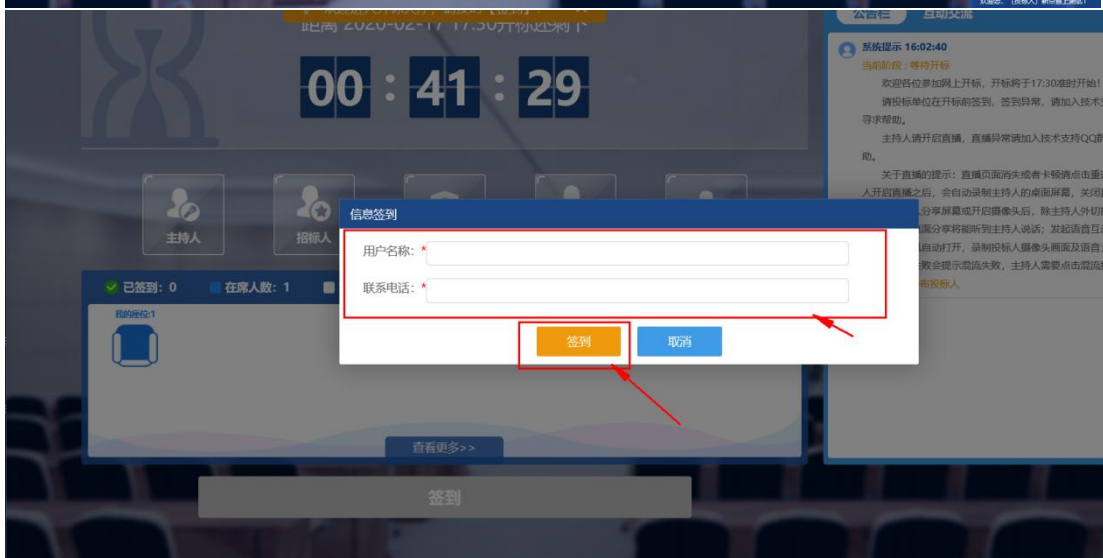 欢迎您，（投标人）
距离 2020-02-17 17:30开标还剩下
00 : 41 : 29
主持人
招标人
已签到：0
在席人数：1
我的座位:1
查看更多>>
签到
信息签到
用户名称：*
联系电话：*
签到
取消
公告栏
互动交流
系统提示 16:02:40
当前阶段：等待开标
欢迎各位参加网上开标，开标将于17:30准时开始！
请投标单位在开标前签到，签到异常，请加入技术支
寻求帮助。
主持人请开启直播，直播异常请加入技术支持QQ群
助。
关于直播的提示：直播页面消失或者卡顿请点击重
人开启直播之后，会自动录制主持人的桌面屏幕，关闭
分享屏幕或开启摄像头后，除主持人外切
面分享将能听到主持人说话；发起语音互
自动打开，录制投标人摄像头画面及语音；
败会提示混流失败，主持人需要点击混流
布投标人